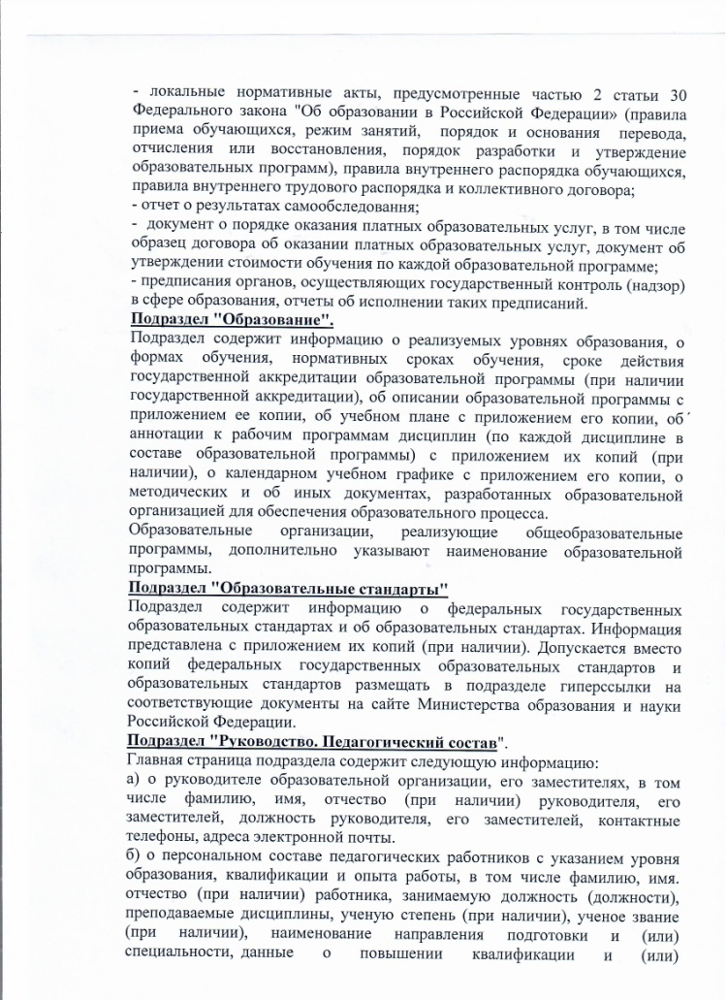 - локальные нормативные акты, предусмотренные частью 2 статьи 30
Федерального закона "Об образовании в Российской Федерации» (правила
приема обучающихся, режим занятий, порядок и основания перевода,
отчисления или восстановления, порядок разработки и утверждение
образовательных программ), правила внутреннего распорядка обучающихся,
правила внутреннего трудового распорядка и коллективного договора;
- отчет о результатах самообследования;
- документ о порядке оказания платных образовательных услуг, в том числе
образец договора об оказании платных образовательных услуг, документ об
утверждении стоимости обучения по каждой образовательной программе;
- предписания органов, осуществляющих государственный контроль (надзор)
в сфере образования, отчеты об исполнении таких предписаний.
Подраздел "Образование".
Подраздел содержит информацию о реализуемых уровнях образования, о
формах обучения, нормативных сроках обучения, сроке действия
государственной аккредитации образовательной программы (при наличии
государственной аккредитации), об описании образовательной программы с
приложением ее копии, об учебном плане с приложением его копии, об
аннотации к рабочим программам дисциплин (по каждой дисциплине в
составе образовательной программы) с приложением их копий (при
наличии), о календарном учебном графике с приложением его копии, о
методических и об иных документах, разработанных образовательной
организацией для обеспечения образовательного процесса.
Образовательные организации, реализующие общеобразовательные
программы, дополнительно указывают наименование образовательной
программы.
Подраздел "Образовательные стандарты"
Подраздел содержит информацию о федеральных государственных
образовательных стандартах и об образовательных стандартах. Информация
представлена с приложением их копий (при наличии). Допускается вместо
копий федеральных государственных образовательных стандартов и
образовательных стандартов размещать в подразделе гиперссылки на
соответствующие документы на сайте Министерства образования и науки
Российской Федерации.
Подраздел "Руководство. Педагогический состав".
Главная страница подраздела содержит следующую информацию:
а) о руководителе образовательной организации, его заместителях, в том
числе фамилию, имя, отчество (при наличии) руководителя, его
заместителей, должность руководителя, его заместителей, контактные
телефоны, адреса электронной почты.
б) о персональном составе педагогических работников с указанием уровня
образования, квалификации и опыта работы, в том числе фамилию, имя.
отчество (при наличии) работника, занимаемую должность (должности),
преподаваемые дисциплины, ученую степень (при наличии), ученое звание
(при наличии), наименование направления подготовки и (или)
специальности, данные о повышении квалификации и (или)